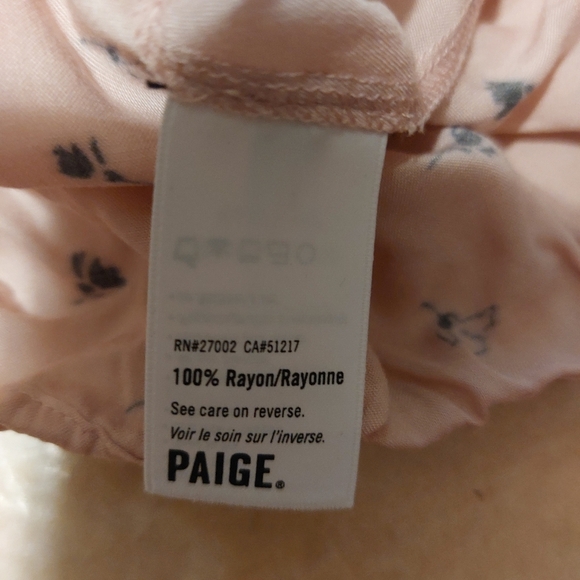 RN#27002 CA#51217
100% Rayon/Rayonne
See care on reverse.
Voir le soin sur l'inverse.
PAIGE®